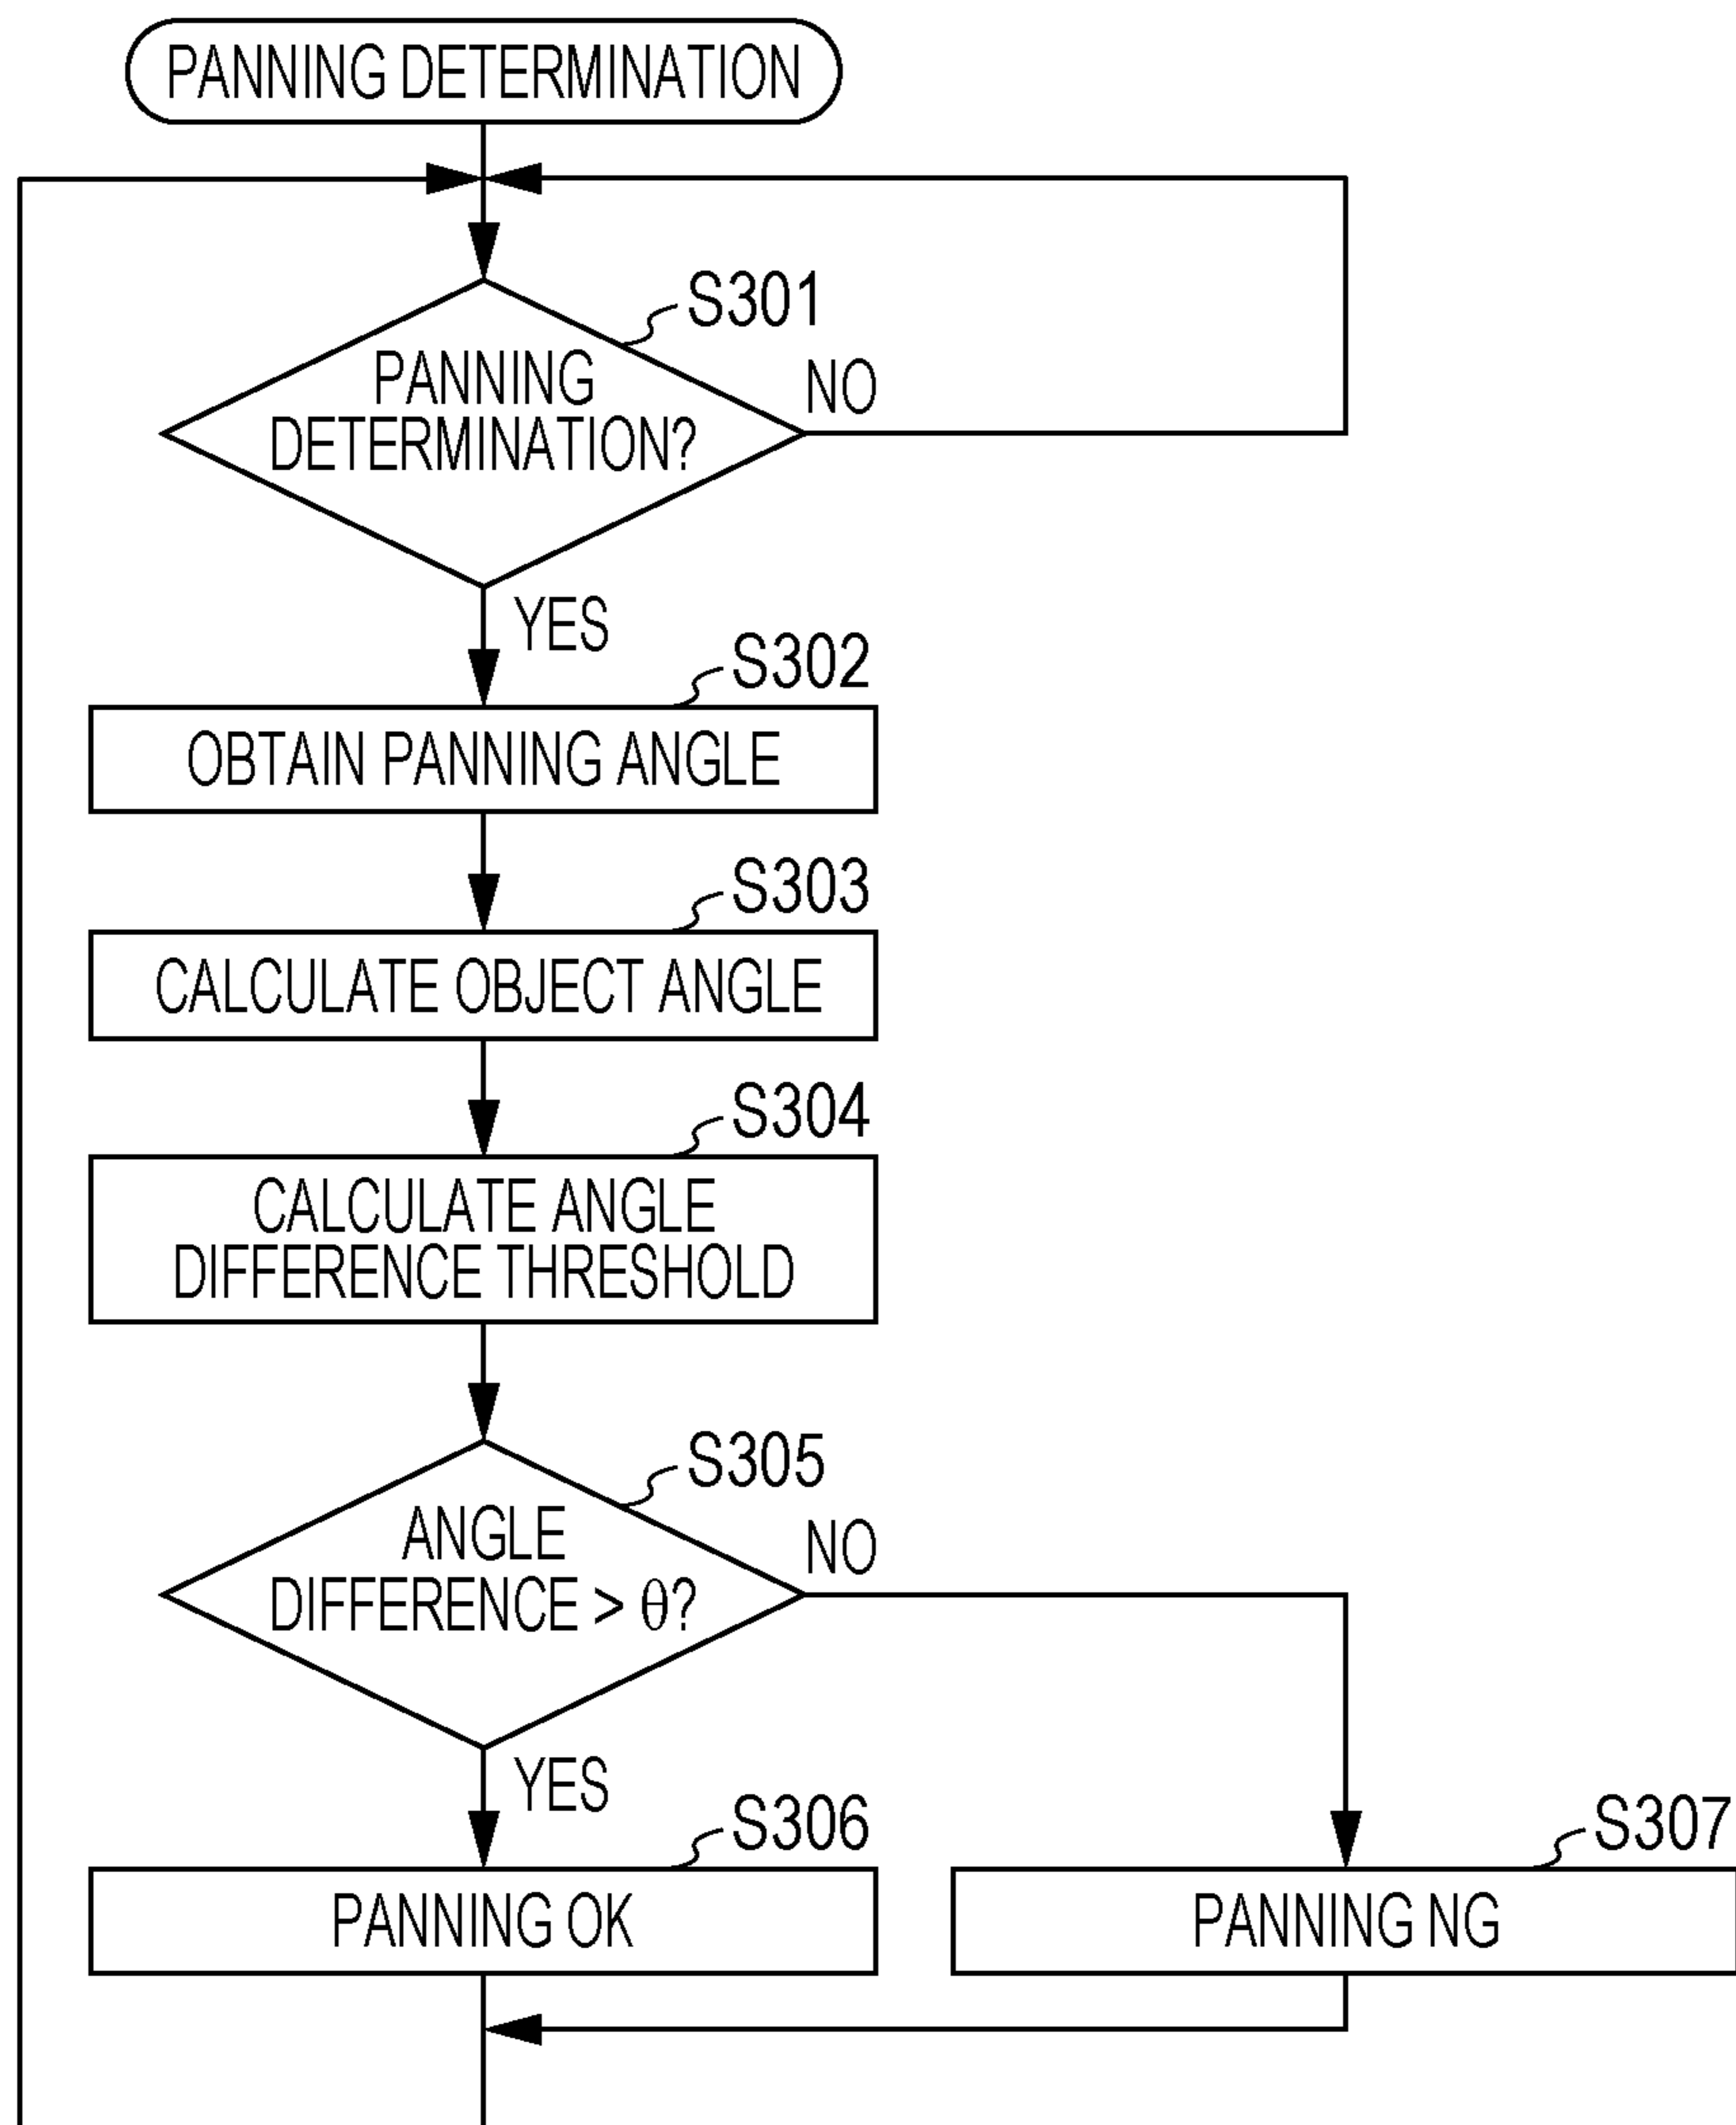 PANNING DETERMINATION
S301
PANNING
DETERMINATION?
NO
YES
S302
OBTAIN PANNING ANGLE
S303
CALCULATE OBJECT ANGLE
S304
CALCULATE ANGLE
DIFFERENCE THRESHOLD
S305
ANGLE
DIFFERENCE > θ?
NO
YES
S306
PANNING OK
S307
PANNING NG